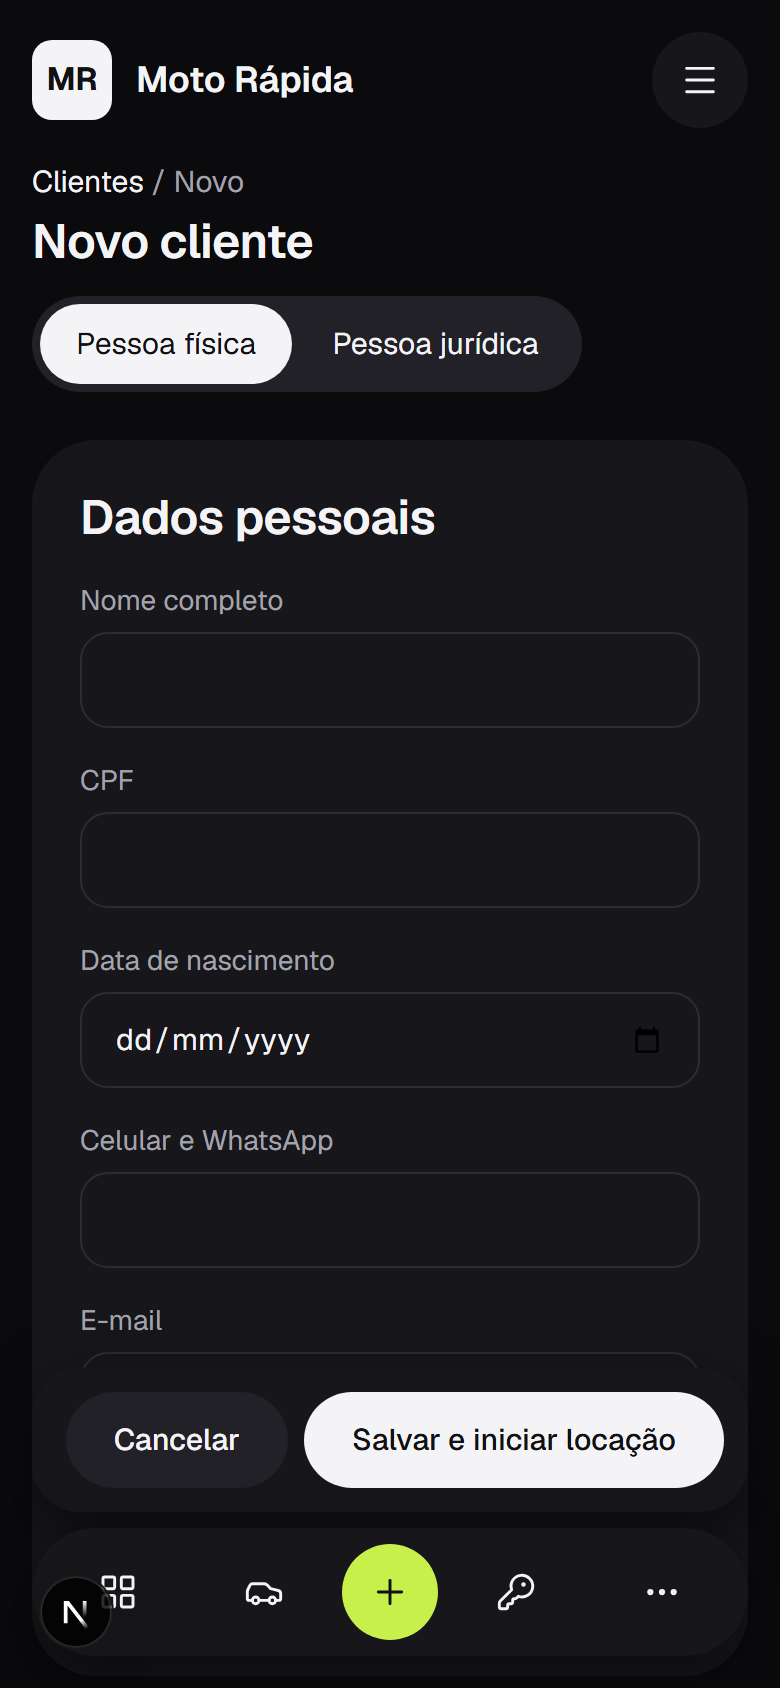 MR
Moto Rápida
Clientes / Novo
Novo cliente
Pessoa física
Pessoa jurídica
Dados pessoais
Nome completo
CPF
Data de nascimento
dd/mm/yyyy
Celular e WhatsApp
E-mail
Cancelar
Salvar e iniciar locação
N